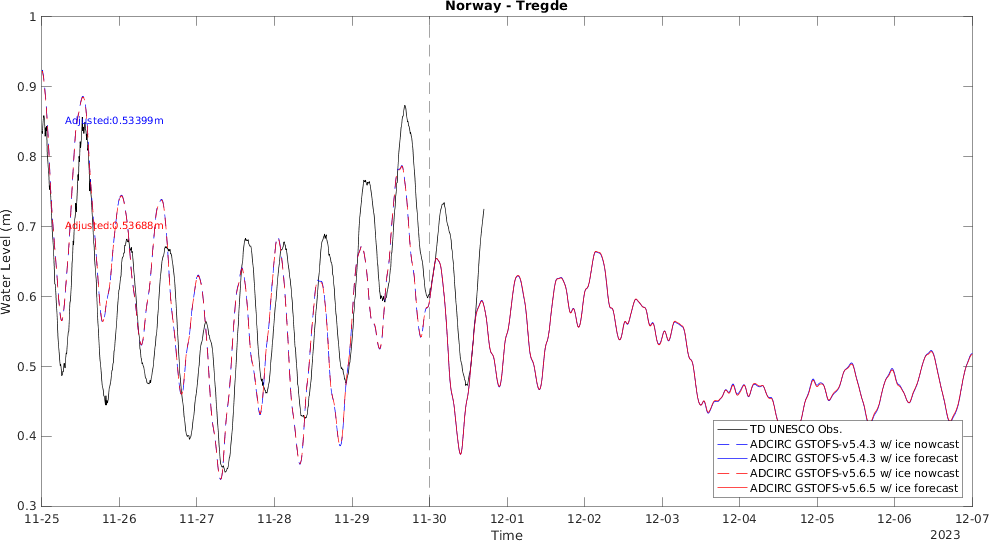 Norway - Tregde
1
0.9
0.8
0.7
0.6
0.5
0.4
0.3
Water Level (m)
Adjusted:0.53399m
Adjusted:0.53688m
TD UNESCO Obs.
ADCIRC GSTOFS-v5.4.3 w/ ice nowcast
ADCIRC GSTOFS-v5.4.3 w/ ice forecast
ADCIRC GSTOFS-v5.6.5 w/ ice nowcast
ADCIRC GSTOFS-v5.6.5 w/ ice forecast
11-25 11-26 11-27 11-28 11-29 11-30 12-01 12-02 12-03 12-04 12-05 12-06 12-07
Time
2023